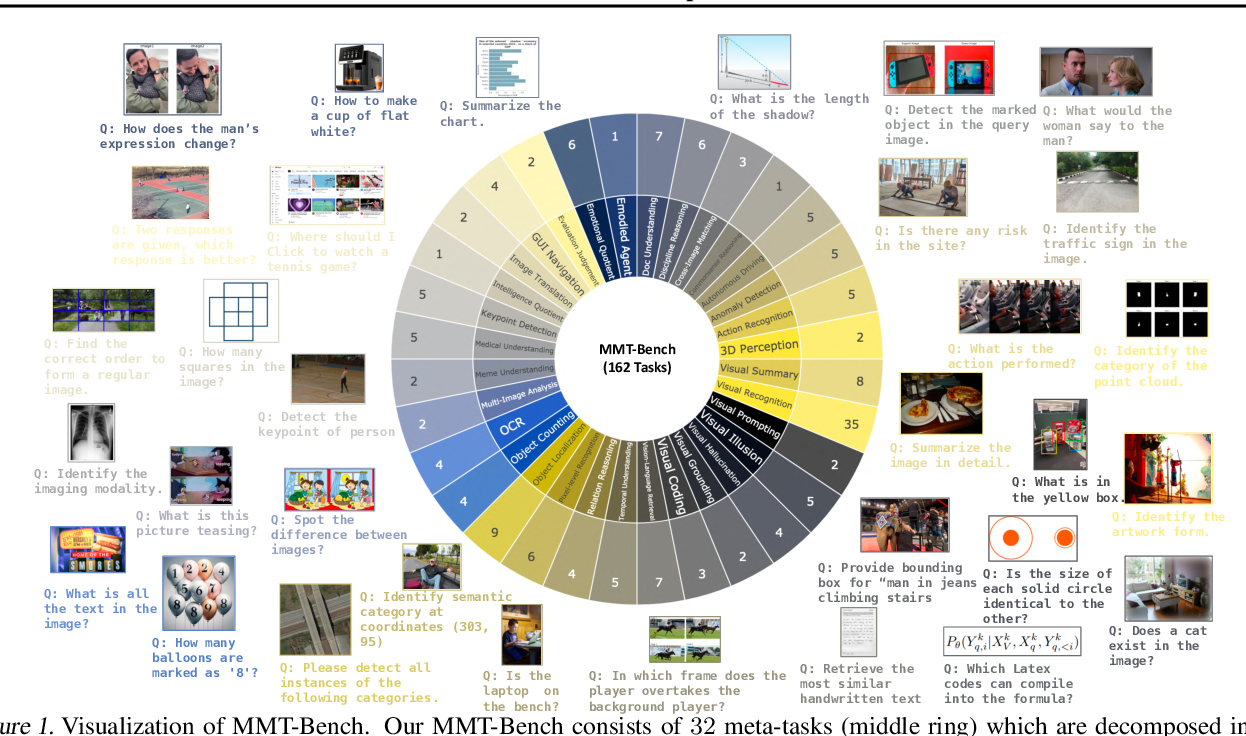 Q: How does the man's
expression change?
Q: How to make
a cup of flat
white?
Q: Summarize the
chart.
Q: What is the length
of the shadow?
Q: Detect the marked
object in the query
image.
Q: What would the
woman say to the
man?
Q: Two responses
are given, which
response is better?
Q: Where should I
Click to watch a
tennis game?
Q: Is there any risk
in the site?
Q: Identify the
traffic sign in the
image.
Q: Find the
correct order to
form a regular
image.
Q: How many
squares in the
image?
Q: Detect the
keypoint of person
Q: What is the
action performed?
Q: Identify the
category of the
point cloud.
Q: Identify the
imaging modality.
Q: What is this
picture teasing?
Q: Spot the
difference between
images?
Q: Summarize the
image in detail.
Q: What is in
the yellow box.
Q: Identify the
artwork form.
Q: What is all
the text in the
image?
Q: How many
balloons are
marked as '8'?
Q: Identify semantic
category at
coordinates (303,
95)
Q: Please detect all
instances of the
following categories.
Q: Is the
laptop on
the bench?
Q: In which frame does the
player overtakes the
background player?
Q: Provide bounding
box for “man in jeans
climbing stairs
Q: Is the size of
each solid circle
identical to the
other?
Q: Does a cat
exist in the
image?
Q: Retrieve the
most similar
handwritten text
P_θ(Y^k_{q,i}|X^k_V, X^k_q, Y^k_{q,<i})
Q: Which Latex
codes can compile
into the formula?
MMT-Bench
(162 Tasks)
1
Emodied Agent
7
Doc Understanding
6
Discipline Reasoning
3
Cross-Image Matching
1
Commonsense Reasoning
5
Autonomous Driving
5
Anomaly Detection
5
Action Recognition
2
3D Perception
8
Visual Summary
35
Visual Recognition
2
Visual Prompting
5
Visual Illusion
4
Visual Hallucination
2
Visual Grounding
3
Visual Coding
7
Vision-Language Retrieval
5
Temporal Understanding
4
Relation Reasoning
6
Pixel-level Recognition
9
Object Localization
4
Object Counting
4
OCR
2
Multi-Image Analysis
2
Meme Understanding
5
Medical Understanding
5
Keypoint Detection
1
Intelligence Quotient
2
Image Translation
4
GUI Navigation
2
Evaluation Judgement
6
Emotional Quotient
ure 1. Visualization of MMT-Bench. Our MMT-Bench consists of 32 meta-tasks (middle ring) which are decomposed in